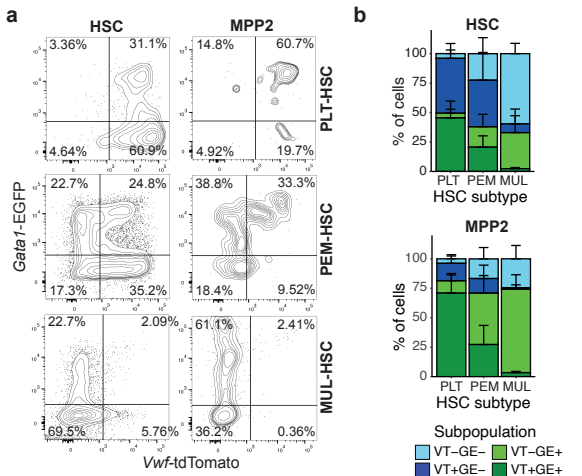 a
HSC
MPP2
3.36%
31.1%
14.8%
60.7%
4.64%
60.9%
4.92%
19.7%
PLT-HSC
22.7%
24.8%
38.8%
33.3%
17.3%
35.2%
18.4%
9.52%
PEM-HSC
22.7%
2.09%
61.1%
2.41%
69.5%
5.76%
36.2%
0.36%
MUL-HSC
Gata1-EGFP
Vwf-tdTomato
b
HSC
% of cells
100
75
50
25
0
PLT PEM MUL
HSC subtype
MPP2
% of cells
100
75
50
25
0
PLT PEM MUL
HSC subtype
Subpopulation
VT−GE− VT−GE+
VT+GE− VT+GE+